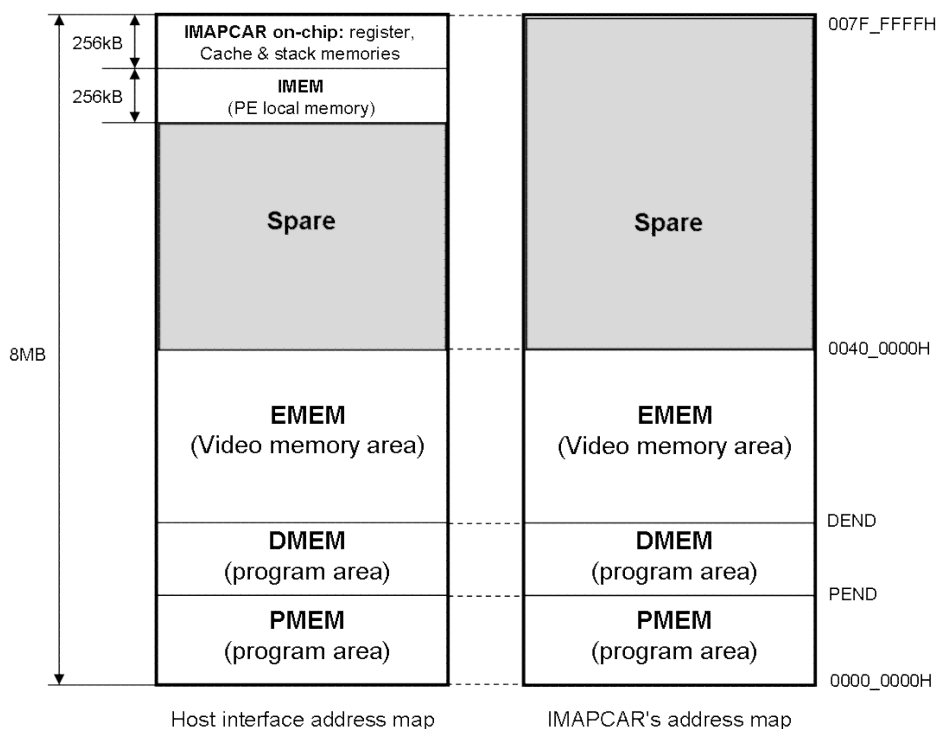 IMAPCAR on-chip: register,
Cache & stack memories
007F_FFFFH
256kB
IMEM
(PE local memory)
256kB
Spare
Spare
8MB
0040_0000H
EMEM
(Video memory area)
EMEM
(Video memory area)
DEND
DMEM
(program area)
DMEM
(program area)
PEND
PMEM
(program area)
PMEM
(program area)
0000_0000H
Host interface address map
IMAPCAR's address map